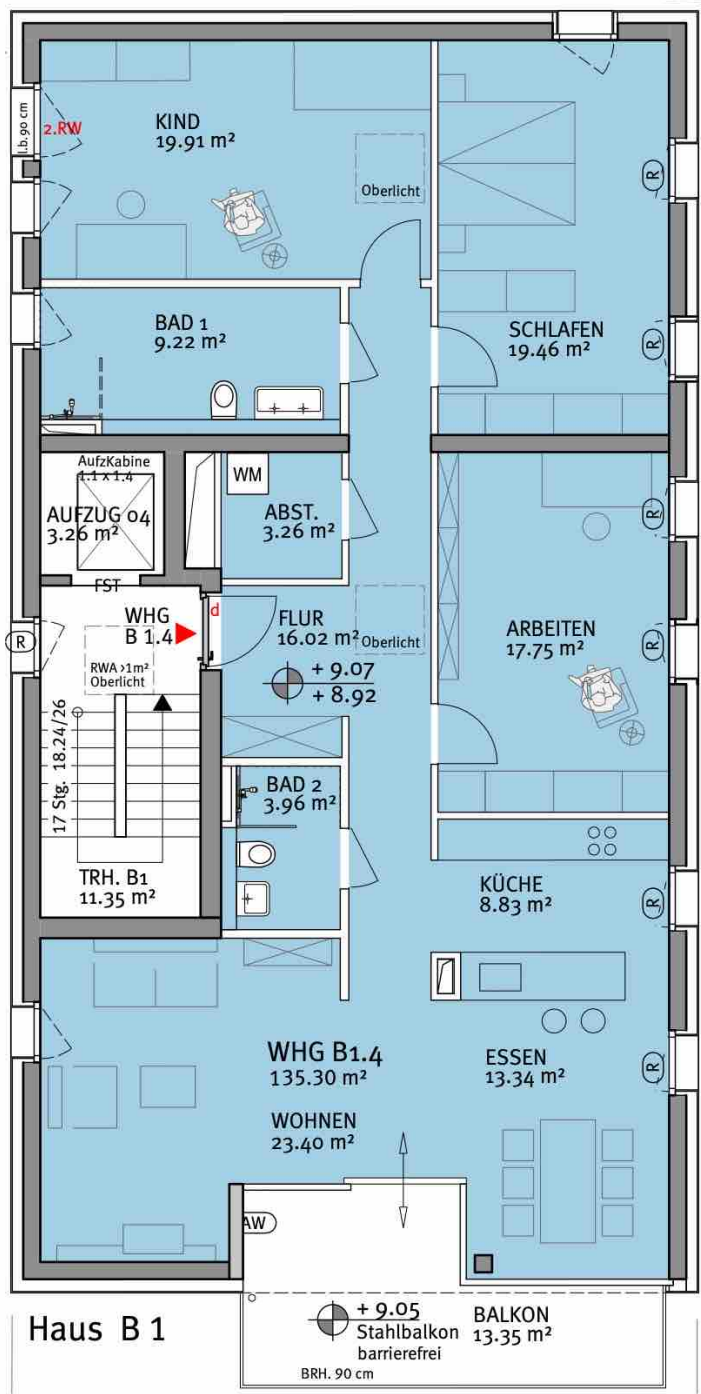 l.b.90 cm
2.RW
KIND
19.91 m²
Oberlicht
R
BAD 1
9.22 m²
SCHLAFEN
19.46 m²
R
AufzKabine
1.1 x 1.4
AUFZUG 04
3.26 m²
FST
WM
ABST.
3.26 m²
R
WHG
B 1.4
d
FLUR
16.02 m²
Oberlicht
ARBEITEN
17.75 m²
R
R
RWA >1m²
Oberlicht
+ 9.07
+ 8.92
17 Stg. 18.24/26
BAD 2
3.96 m²
TRH. B1
11.35 m²
KÜCHE
8.83 m²
R
WHG B1.4
135.30 m²
ESSEN
13.34 m²
R
WOHNEN
23.40 m²
AW
Haus B 1
+ 9.05
Stahlbalkon
barrierefrei
BALKON
13.35 m²
BRH. 90 cm